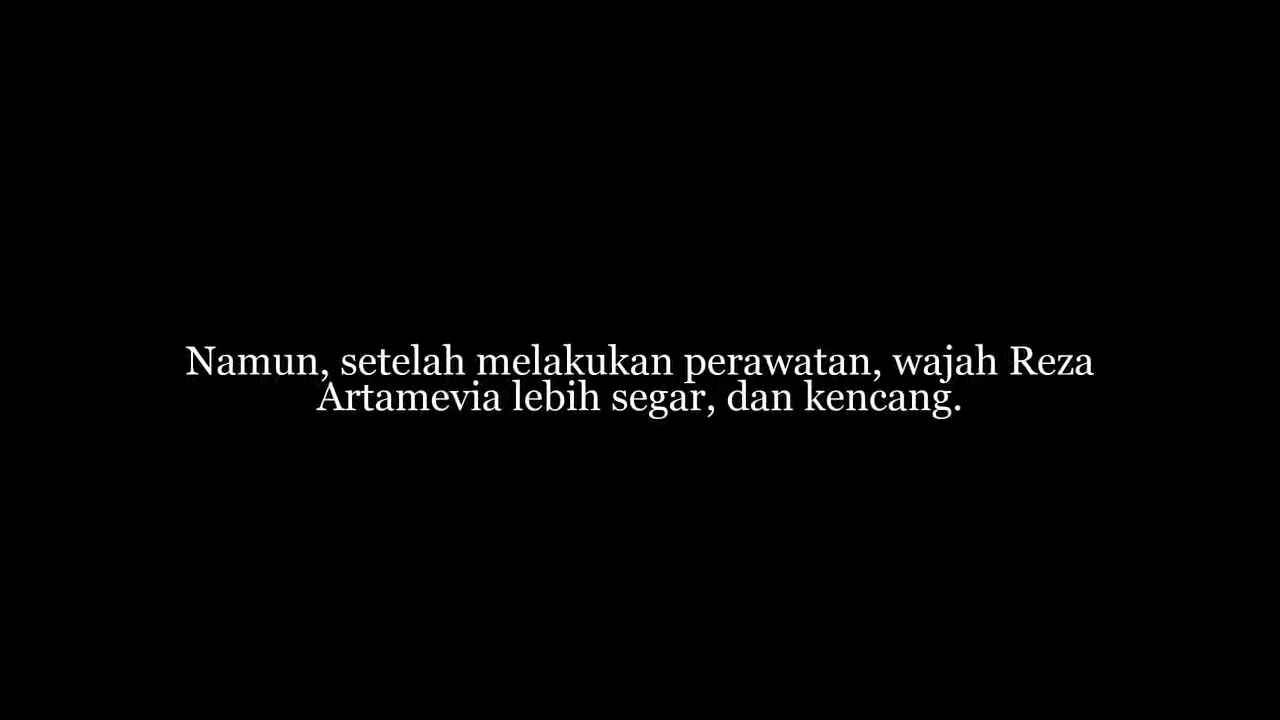 Namun, setelah melakukan perawatan, wajah Reza
Artamevia lebih segar, dan kencang.